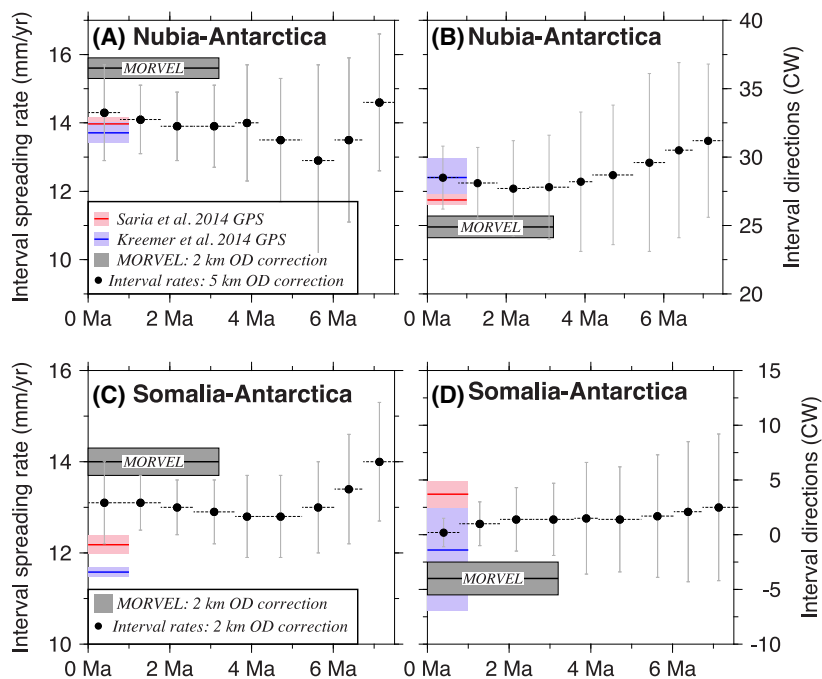 (A) Nubia-Antarctica
(B) Nubia-Antarctica
Interval spreading rate (mm/yr)
16
14
12
10
MORVEL
Saria et al. 2014 GPS
Kreemer et al. 2014 GPS
MORVEL: 2 km OD correction
Interval rates: 5 km OD correction
0 Ma 2 Ma 4 Ma 6 Ma
MORVEL
40
35
30
25
20
Interval directions (CW)
0 Ma 2 Ma 4 Ma 6 Ma
(C) Somalia-Antarctica
(D) Somalia-Antarctica
Interval spreading rate (mm/yr)
16
14
12
10
MORVEL
MORVEL: 2 km OD correction
Interval rates: 2 km OD correction
0 Ma 2 Ma 4 Ma 6 Ma
MORVEL
15
10
5
0
-5
-10
Interval directions (CW)
0 Ma 2 Ma 4 Ma 6 Ma